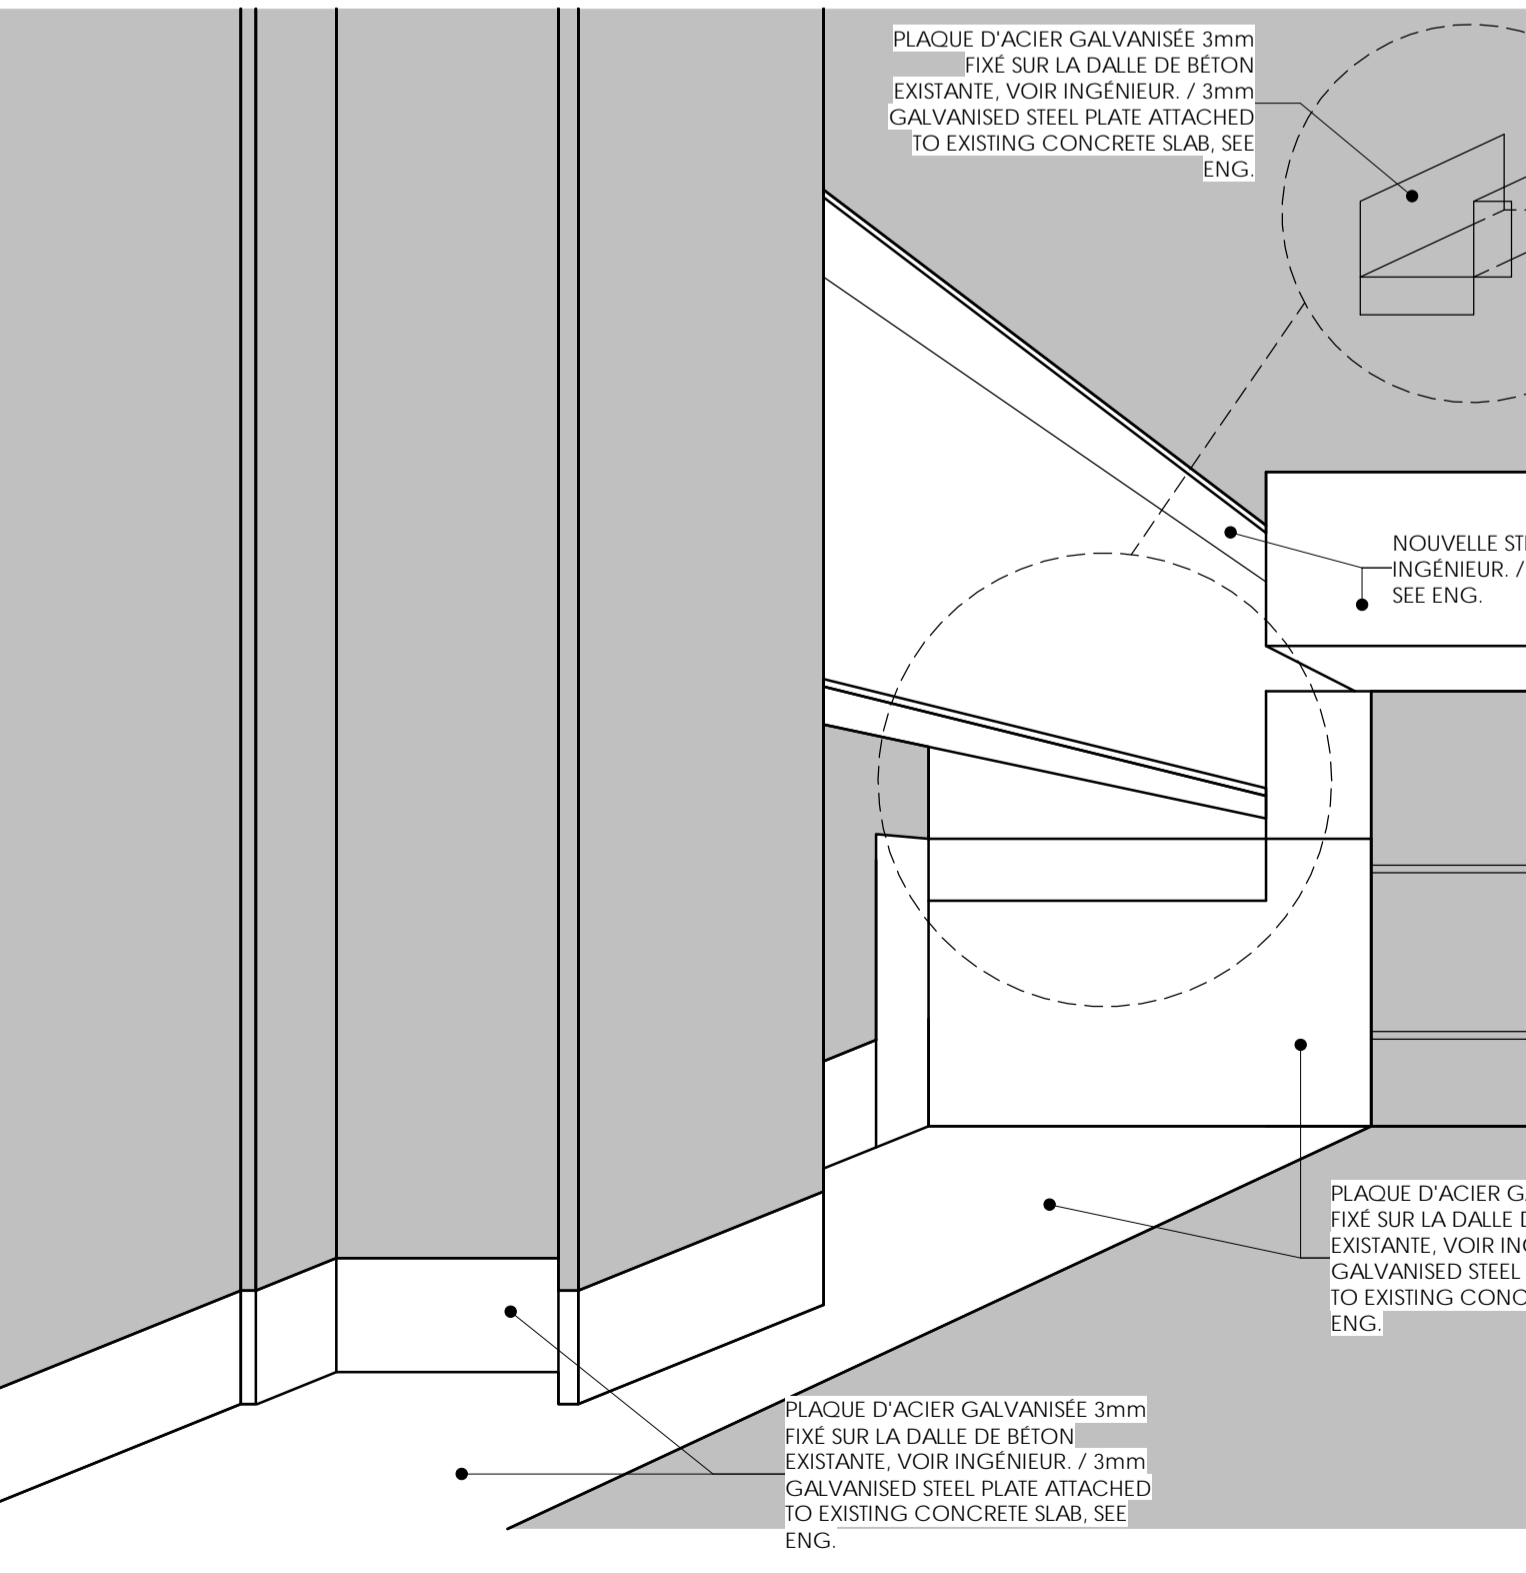 PLAQUE D'ACIER GALVANISÉE 3mm
FIXÉ SUR LA DALLE DE BÉTON
EXISTANTE, VOIR INGÉNIEUR. / 3mm
GALVANISED STEEL PLATE ATTACHED
TO EXISTING CONCRETE SLAB, SEE
ENG.
NOUVELLE
INGÉNIEUR. /
SEE ENG.
PLAQUE D'ACIER
FIXÉ SUR LA DALLE
EXISTANTE, VOIR
GALVANISED STEEL
TO EXISTING
ENG.
PLAQUE D'ACIER GALVANISÉE 3mm
FIXÉ SUR LA DALLE DE BÉTON
EXISTANTE, VOIR INGÉNIEUR. / 3mm
GALVANISED STEEL PLATE ATTACHED
TO EXISTING CONCRETE SLAB, SEE
ENG.